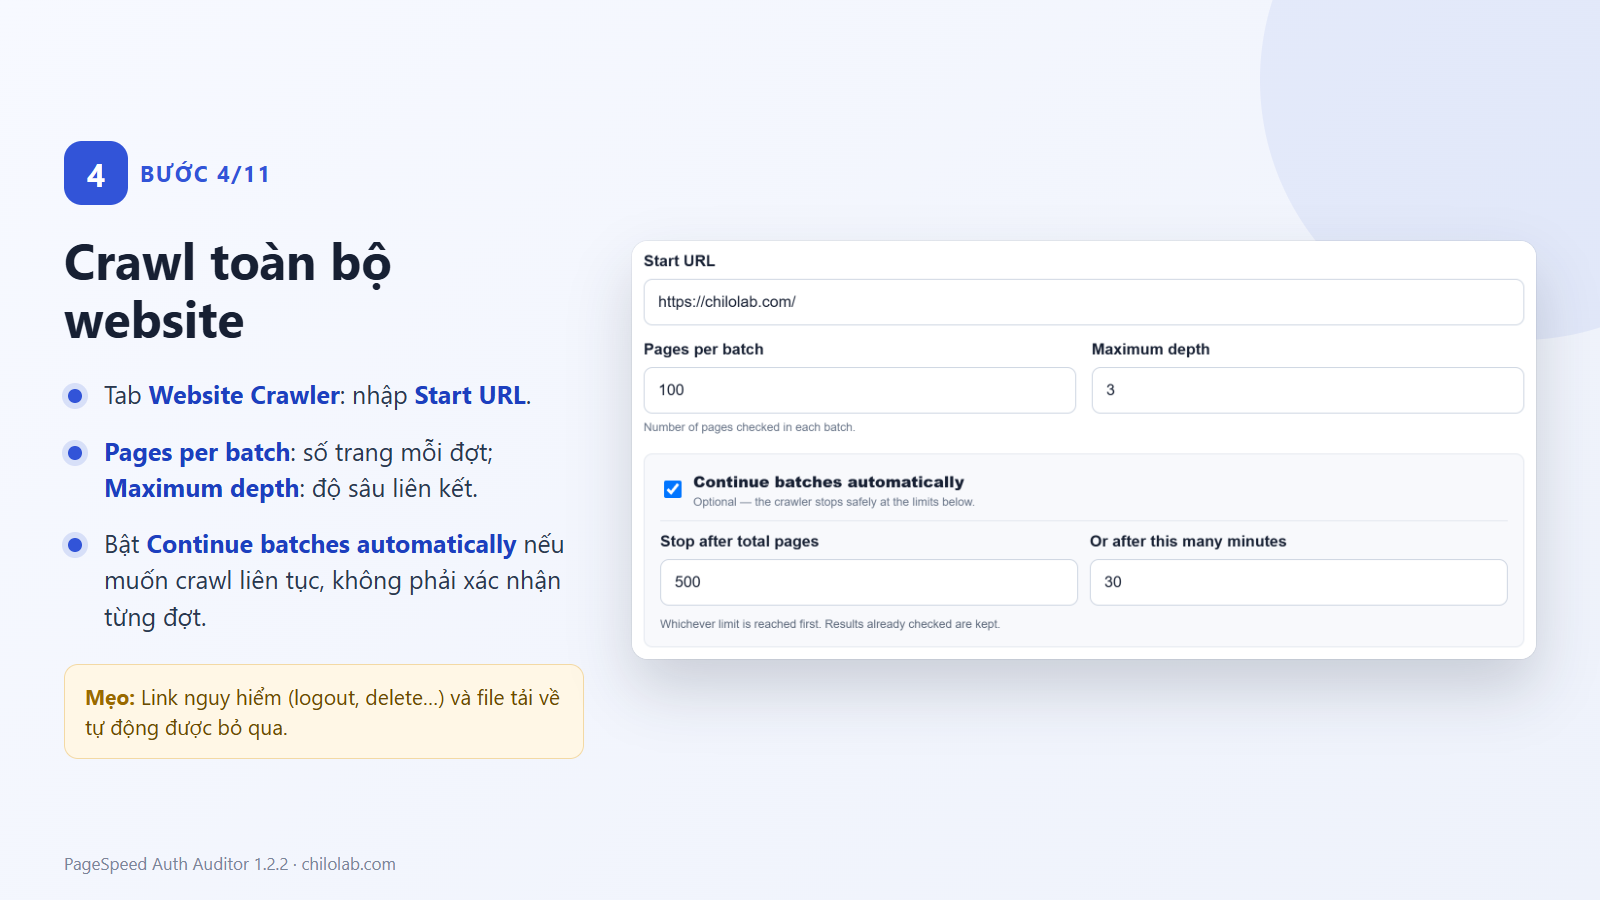 4
BƯỚC 4/11
Crawl toàn bộ
website
Tab Website Crawler: nhập Start URL.
Pages per batch: số trang mỗi đợt;
Maximum depth: độ sâu liên kết.
Bật Continue batches automatically nếu
muốn crawl liên tục, không phải xác nhận
từng đợt.
Mẹo: Link nguy hiểm (logout, delete...) và file tải về
tự động được bỏ qua.
Start URL
https://chilolab.com/
Pages per batch
Maximum depth
100
3
Number of pages checked in each batch.
Continue batches automatically
Optional — the crawler stops safely at the limits below.
Stop after total pages
Or after this many minutes
500
30
Whichever limit is reached first. Results already checked are kept.
PageSpeed Auth Auditor 1.2.2 · chilolab.com